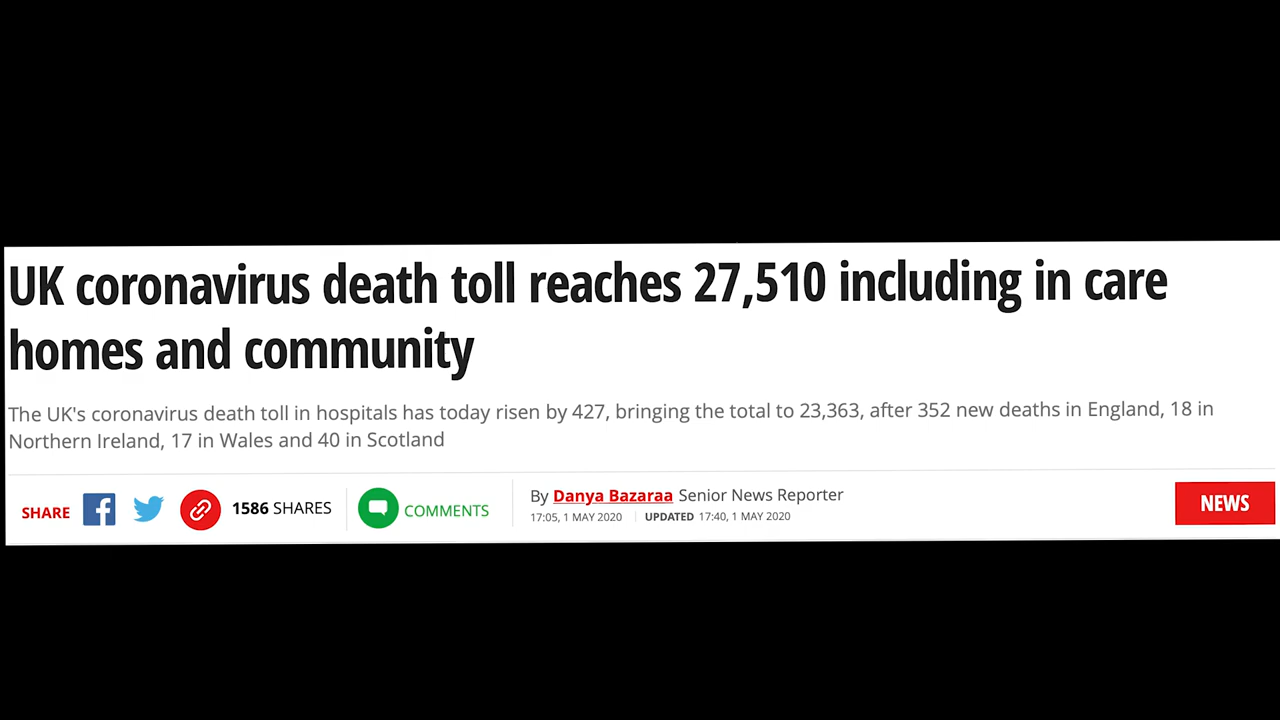 UK coronavirus death toll reaches 27,510 including in care
homes and community
The UK's coronavirus death toll in hospitals has today risen by 427, bringing the total to 23,363, after 352 new deaths in England, 18 in
Northern Ireland, 17 in Wales and 40 in Scotland
SHARE 1586 SHARES COMMENTS By Danya Bazaraa Senior News Reporter
17:05, 1 MAY 2020 UPDATED 17:40, 1 MAY 2020
NEWS